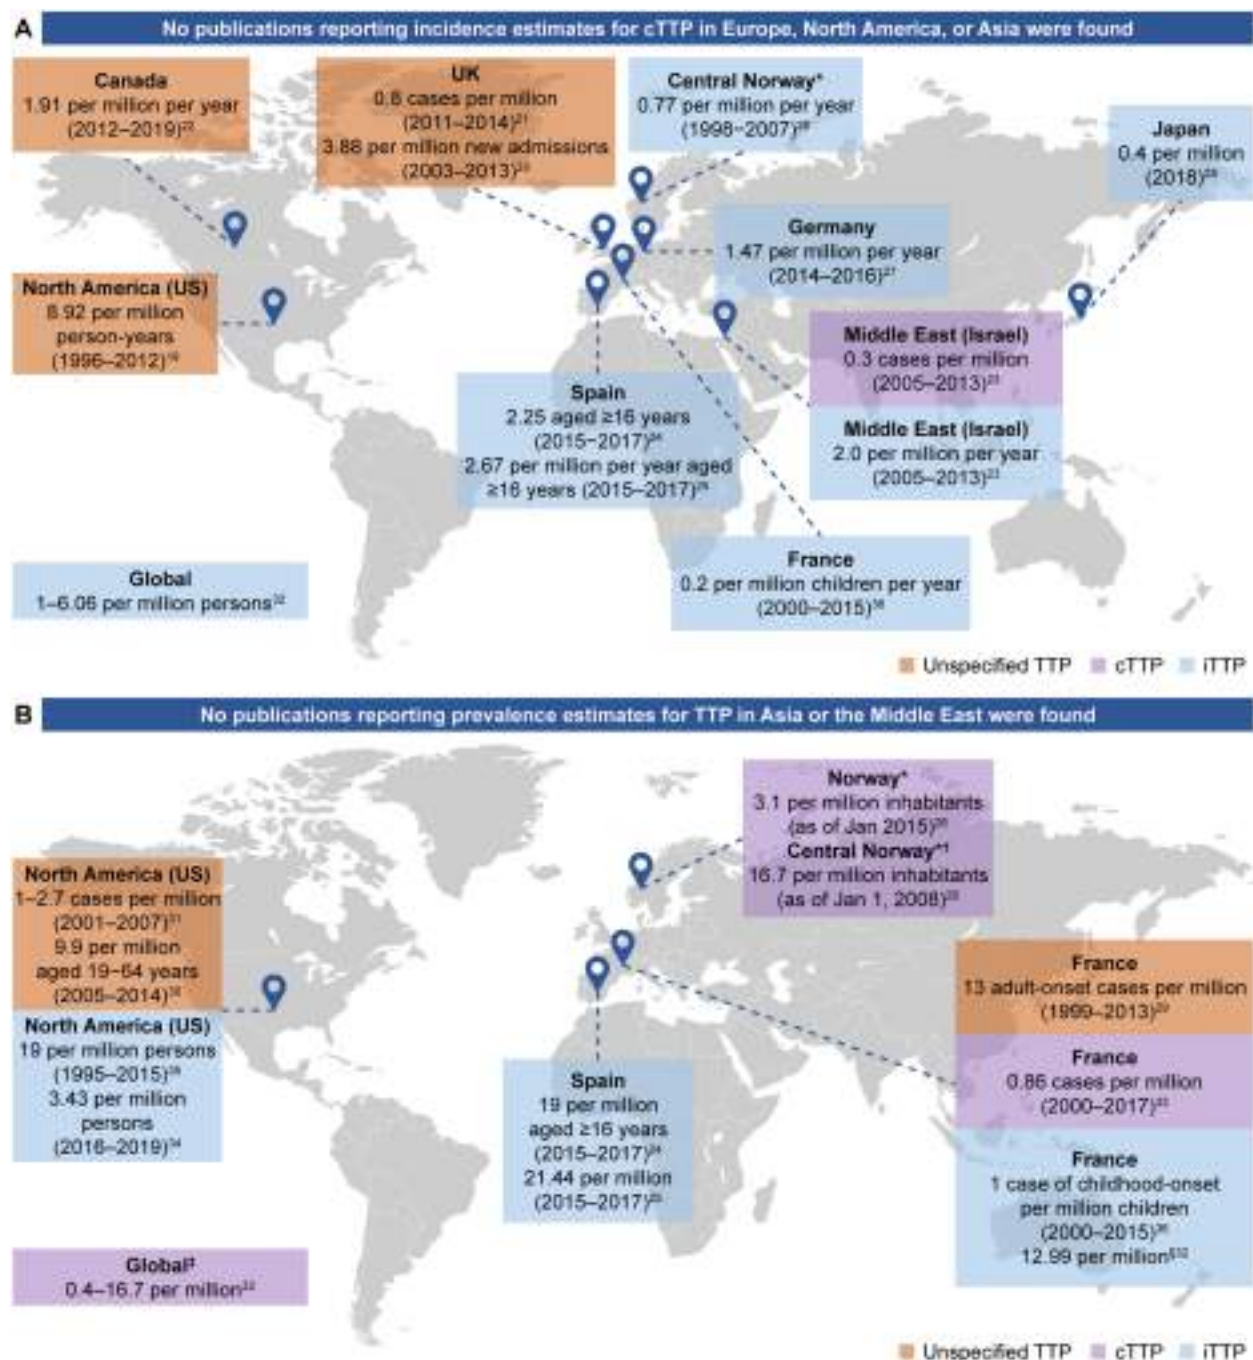 A
No publications reporting incidence estimates for cTTP in Europe, North America, or Asia were found
Canada
1.91 per million per year
(2012–2019)
UK
0.8 cases per million
(2011–2014)
3.88 per million new admissions
(2003–2013)
Central Norway*
0.77 per million per year
(1998–2007)
Japan
0.4 per million
(2018)
Germany
1.47 per million per year
(2014–2016)
North America (US)
8.92 per million
person-years
(1996–2012)
Middle East (Israel)
0.3 cases per million
(2005–2013)
Middle East (Israel)
2.0 per million per year
(2005–2013)
Spain
2.25 aged ≥16 years
(2015–2017)
2.67 per million per year aged
≥16 years (2015–2017)
France
0.2 per million children per year
(2000–2015)
Global
1–6.06 per million persons
Unspecified TTP cTTP iTTP
B
No publications reporting prevalence estimates for TTP in Asia or the Middle East were found
Norway*
3.1 per million inhabitants
(as of Jan 2015)
Central Norway*
16.7 per million inhabitants
(as of Jan 1, 2008)
North America (US)
1–2.7 cases per million
(2001–2007)
9.9 per million
aged 19–64 years
(2005–2014)
North America (US)
19 per million persons
(1995–2015)
3.43 per million
persons
(2016–2019)
France
13 adult-onset cases per million
(1999–2013)
France
0.86 cases per million
(2000–2017)
France
1 case of childhood-onset
per million children
(2000–2015)
12.99 per million
Spain
19 per million
aged ≥16 years
(2015–2017)
21.44 per million
(2015–2017)
Global‡
0.4–16.7 per million
Unspecified TTP cTTP iTTP